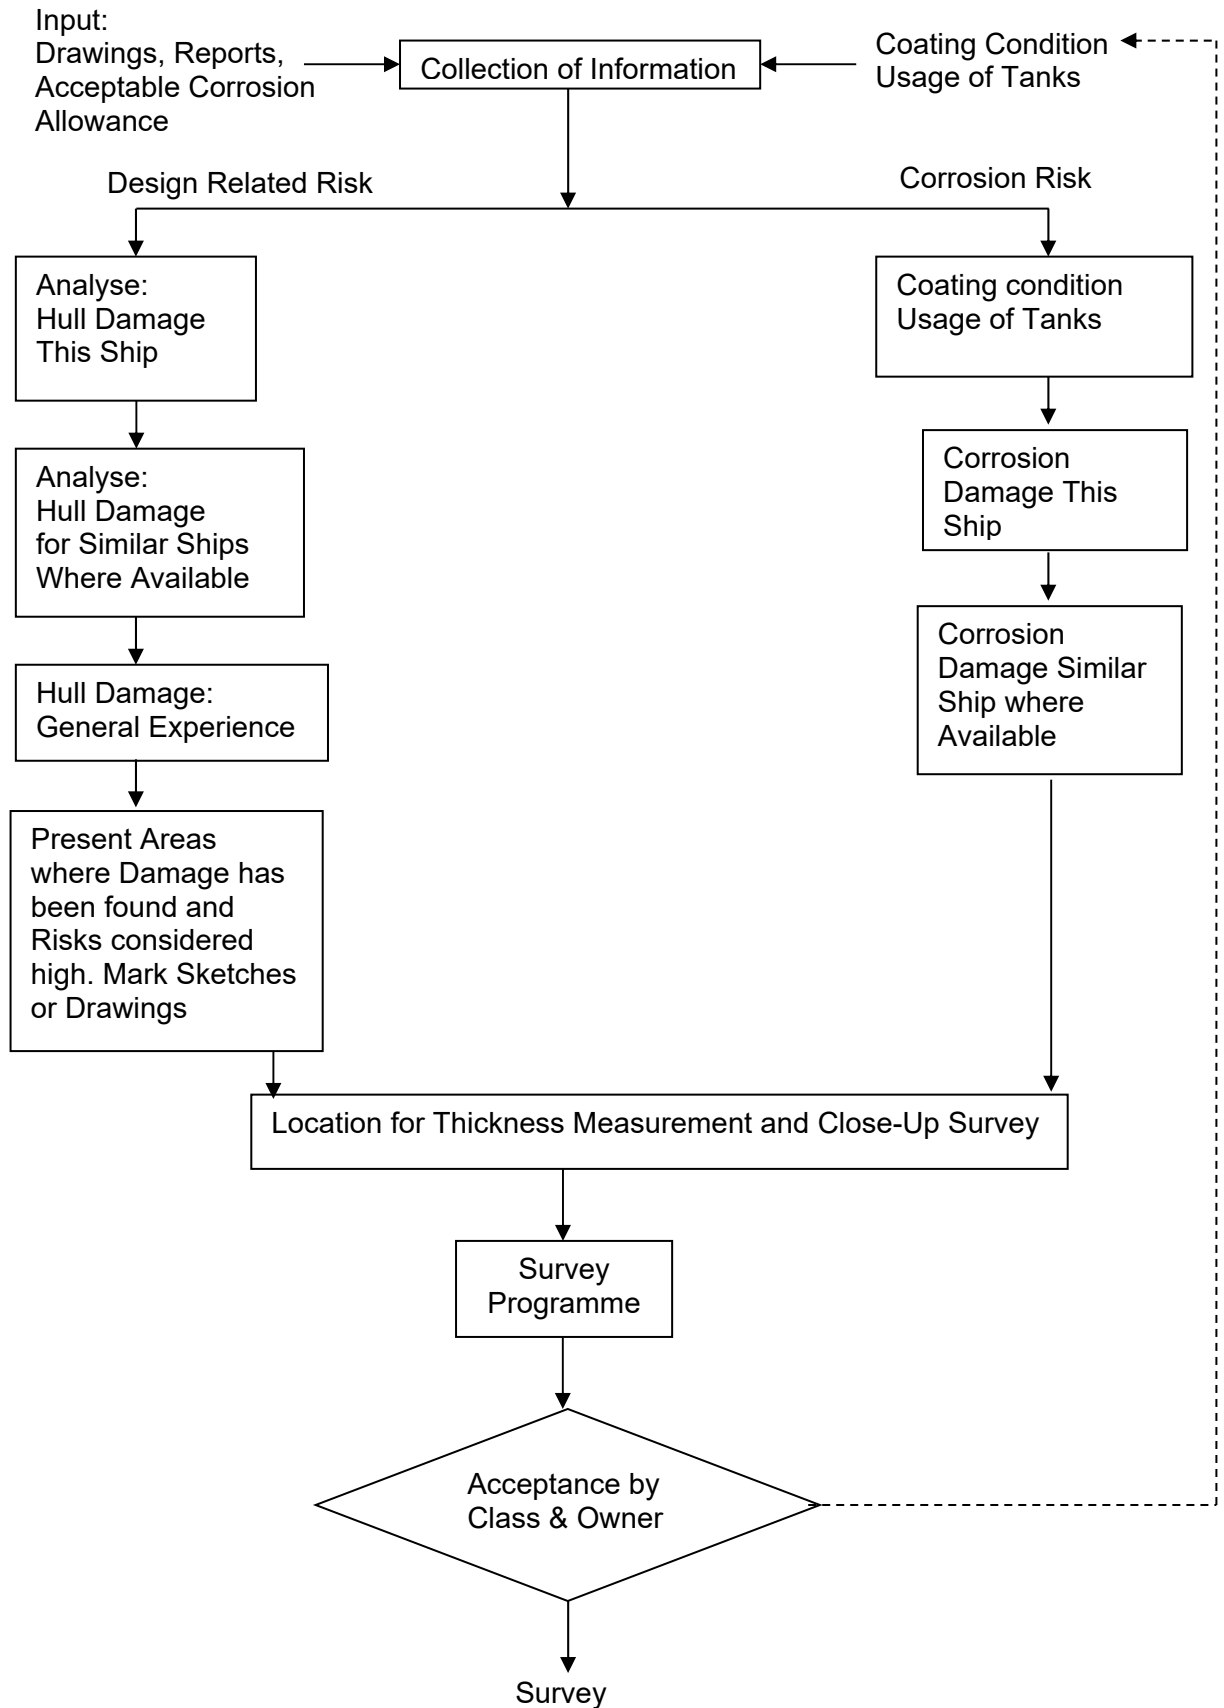 Input:
Drawings, Reports,
Acceptable Corrosion
Allowance
Collection of Information
Coating Condition
Usage of Tanks
Design Related Risk
Corrosion Risk
Analyse:
Hull Damage
This Ship
Coating condition
Usage of Tanks
Analyse:
Hull Damage
for Similar Ships
Where Available
Corrosion
Damage This
Ship
Hull Damage:
General Experience
Corrosion
Damage Similar
Ship where
Available
Present Areas
where Damage has
been found and
Risks considered
high. Mark Sketches
or Drawings
Location for Thickness Measurement and Close-Up Survey
Survey
Programme
Acceptance by
Class & Owner
Survey